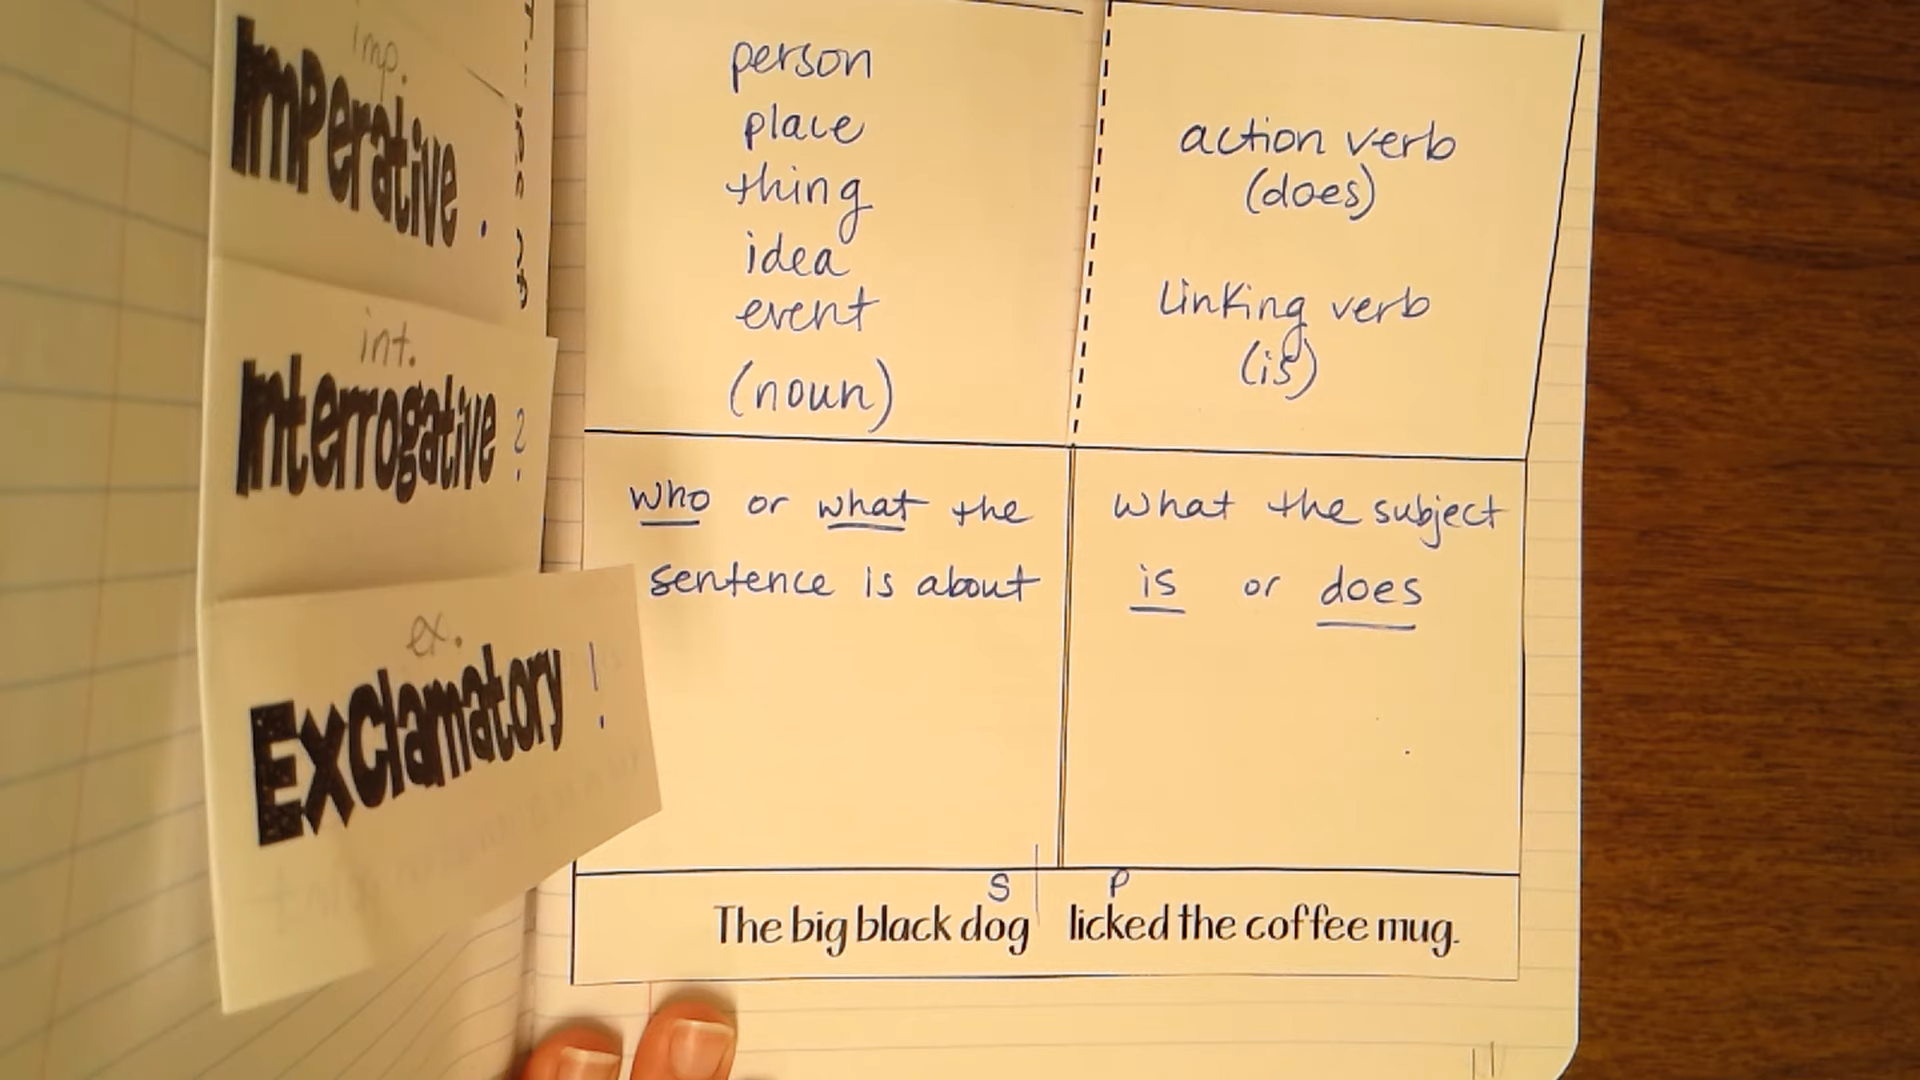 imp.
Imperative .
int.
Interrogative ?
ex.
Exclamatory !
person
place
thing
idea
event
(noun)
action verb
(does)
Linking verb
(is)
who or what the
sentence is about
what the subject
is or does
S P
The big black dog licked the coffee mug.